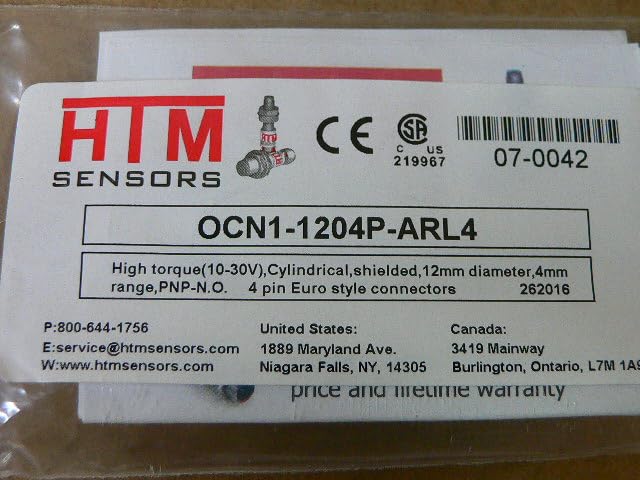 HTM
SENSORS
HTM
CE
SA
C US
219967
07-0042
OCN1-1204P-ARL4
High torque(10-30V),Cylindrical,shielded,12mm diameter,4mm
range,PNP-N.O. 4 pin Euro style connectors 262016
P:800-644-1756
E:service@htmsensors.com
W:www.htmsensors.com
United States:
1889 Maryland Ave.
Niagara Falls, NY, 14305
Canada:
3419 Mainway
Burlington, Ontario, L7M 1A9
price and lifetime warranty